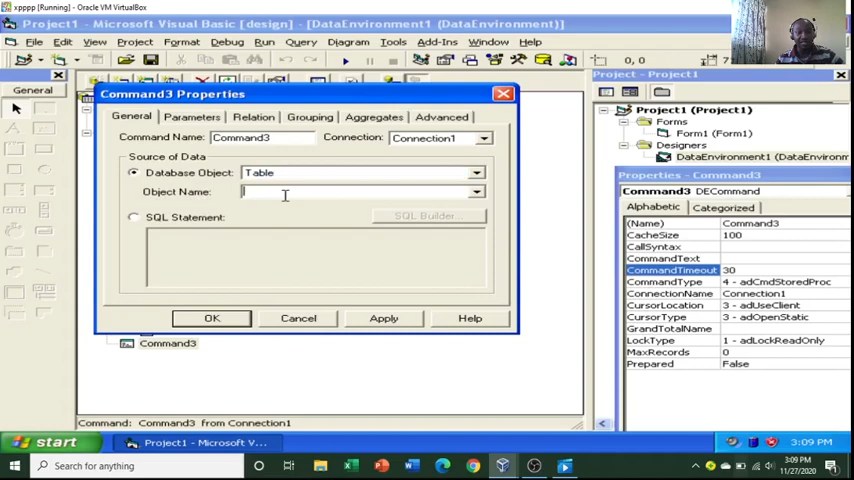 xpppp [Running] - Oracle VM VirtualBox
Project1 - Microsoft Visual Basic [design] - [DataEnvironment1 (DataEnvironment)]
File Edit View Project Format Debug Run Query Diagram Tools Add-Ins Window Help
0, 0
General
Command3 Properties
General Parameters Relation Grouping Aggregates Advanced
Command Name: Command3 Connection: Connection1
Source of Data
Database Object: Table
Object Name:
SQL Statement: SQL Builder...
OK Cancel Apply Help
Command3
Command: Command3 from Connection1
Project - Project1
Project1 (Project1)
Forms
Form1 (Form1)
Designers
DataEnvironment1 (DataEnvironm
Properties - Command3
Command3 DECommand
Alphabetic Categorized
(Name) Command3
CacheSize 100
CallSyntax
CommandText
CommandTimeout 30
CommandType 4 - adCmdStoredProc
ConnectionName Connection1
CursorLocation 3 - adUseClient
CursorType 3 - adOpenStatic
GrandTotalName
LockType 1 - adLockReadOnly
MaxRecords 0
Prepared False
start Project1 - Microsoft V... 3:09 PM
Search for anything
3:09 PM
11/27/2020